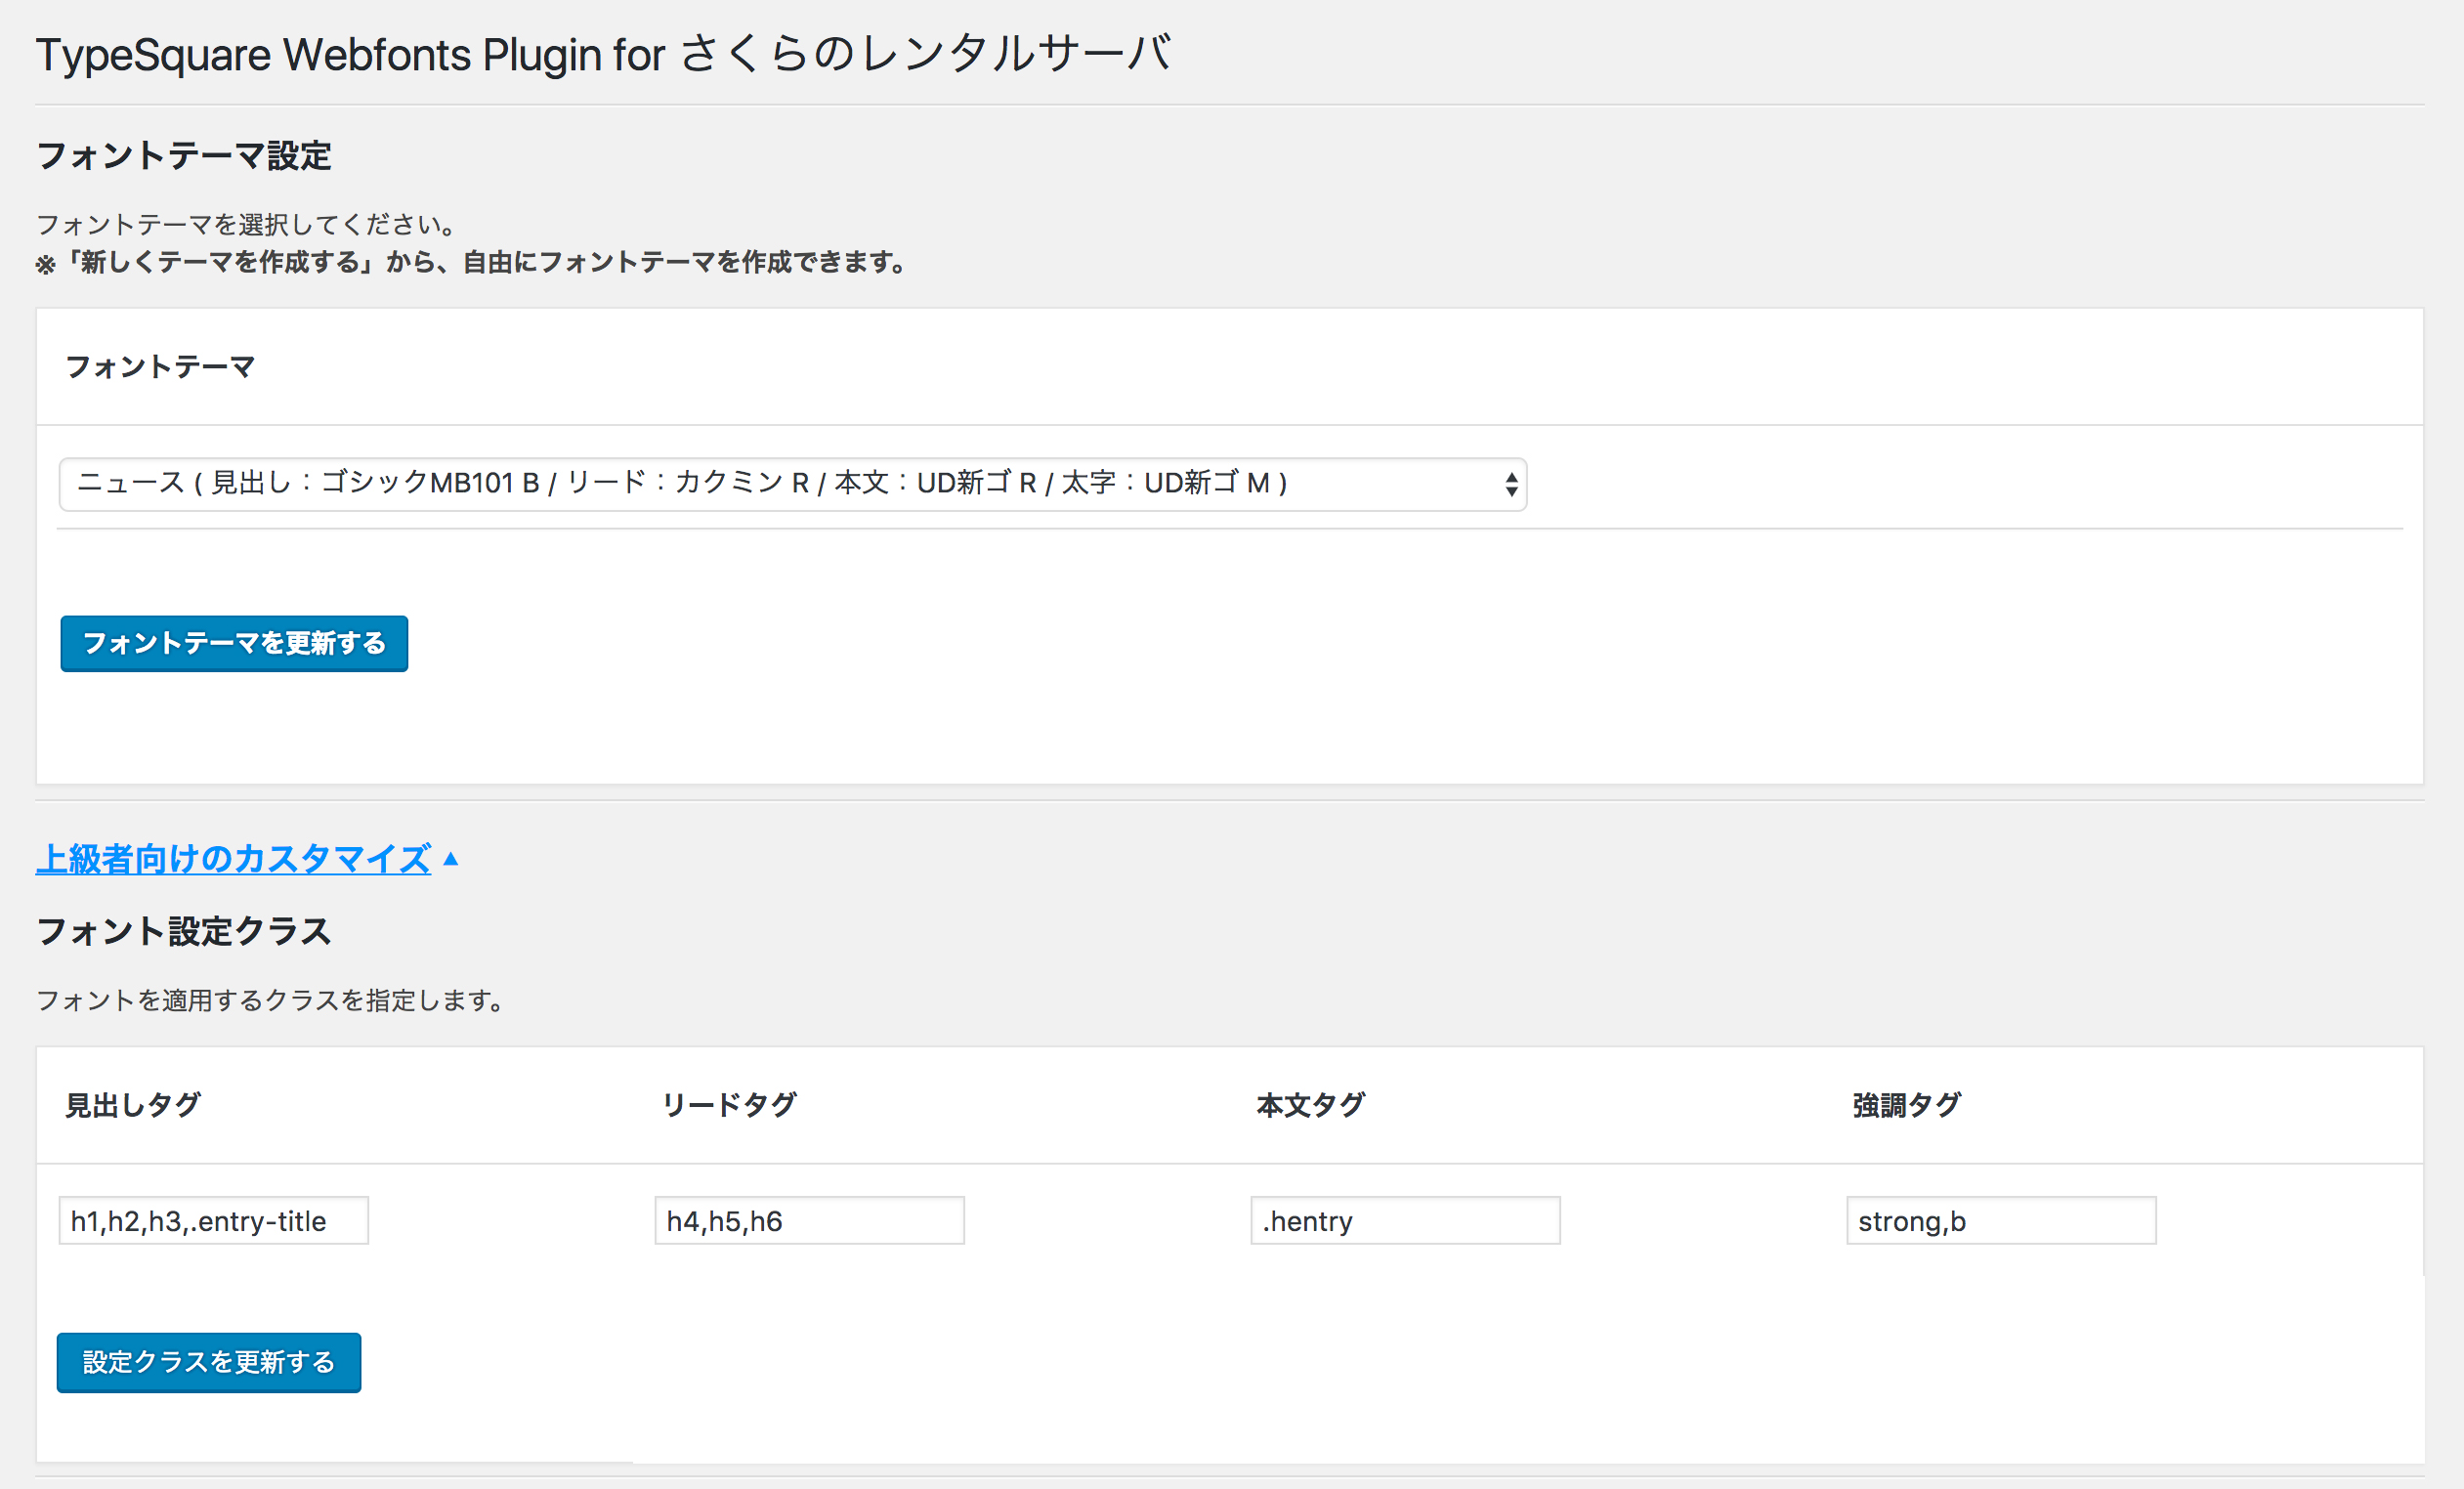 TypeSquare Webfonts Plugin for さくらのレンタルサーバ
フォントテーマ設定
フォントテーマを選択してください。
※「新しくテーマを作成する」から、自由にフォントテーマを作成できます。
フォントテーマ
ニュース ( 見出し：ゴシックMB101 B / リード：カクミン R / 本文：UD新ゴ R / 太字：UD新ゴ M )
フォントテーマを更新する
上級者向けのカスタマイズ ▲
フォント設定クラス
フォントを適用するクラスを指定します。
見出しタグ リードタグ 本文タグ 強調タグ
h1,h2,h3,.entry-title h4,h5,h6 .hentry strong,b
設定クラスを更新する